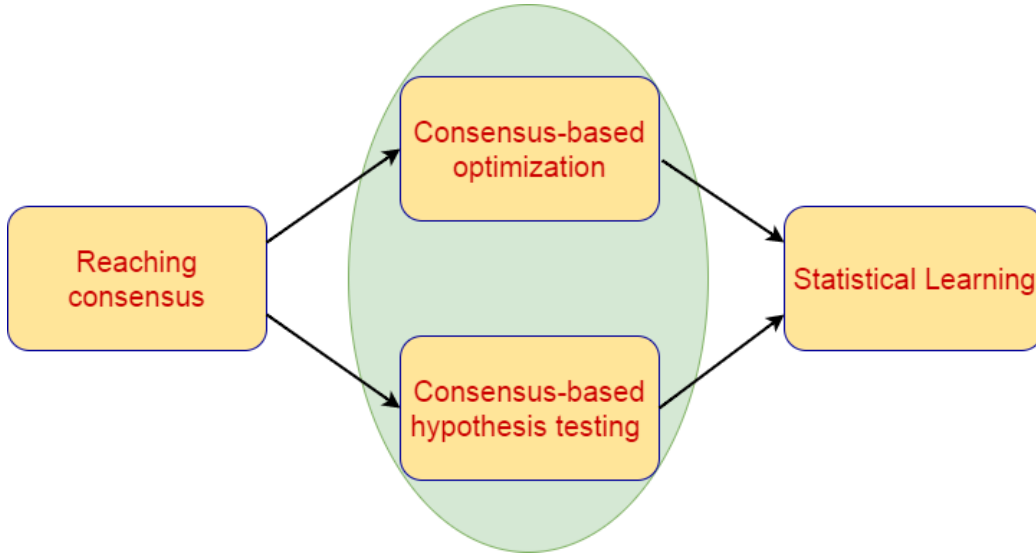 Reaching
consensus
Consensus-based
optimization
Consensus-based
hypothesis testing
Statistical Learning